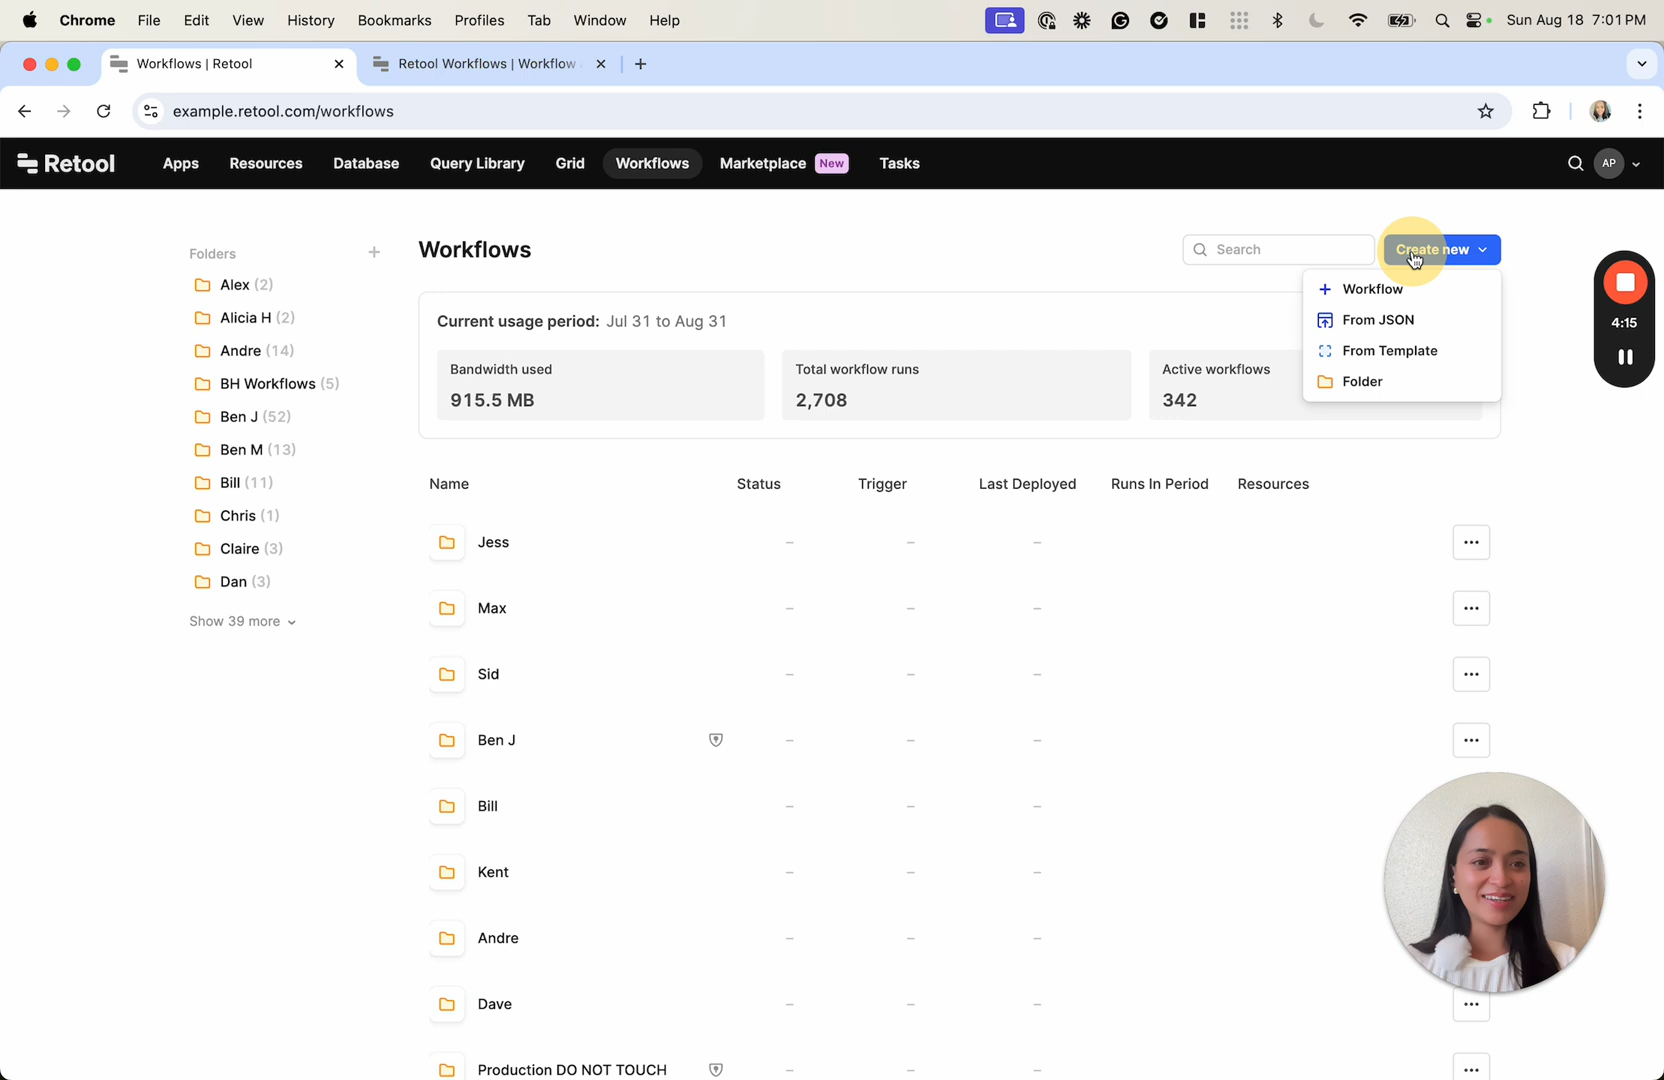 Chrome File Edit View History Bookmarks Profiles Tab Window Help Sun Aug 18 7:01 PM
Workflows | Retool Retool Workflows | Workflow
example.retool.com/workflows
Retool Apps Resources Database Query Library Grid Workflows Marketplace New Tasks AP
Folders
Alex (2)
Alicia H (2)
Andre (14)
BH Workflows (5)
Ben J (52)
Ben M (13)
Bill (11)
Chris (1)
Claire (3)
Dan (3)
Show 39 more
Workflows
Search
Create new
Workflow
From JSON
From Template
Folder
Current usage period: Jul 31 to Aug 31
Bandwidth used
915.5 MB
Total workflow runs
2,708
Active workflows
342
Name Status Trigger Last Deployed Runs In Period Resources
Jess – – –
Max – – –
Sid – – –
Ben J – – –
Bill – – –
Kent – – –
Andre – – –
Dave – – –
Production DO NOT TOUCH – – –
4:15